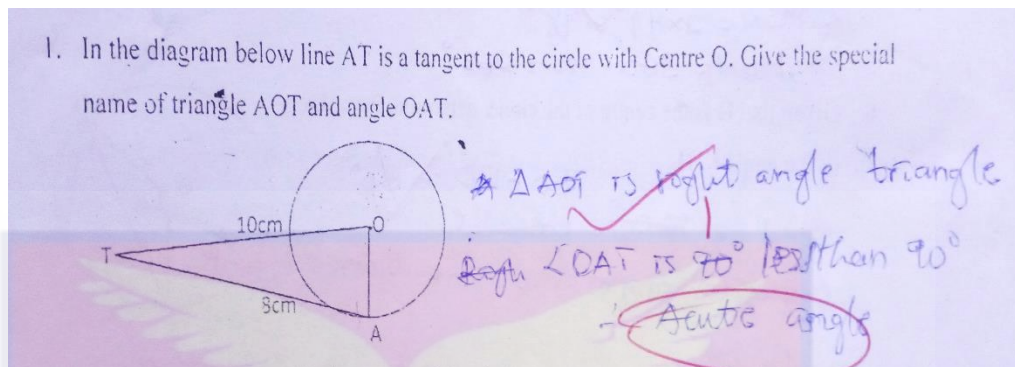 1. In the diagram below line AT is a tangent to the circle with Centre O. Give the special
name of triangle AOT and angle OAT.
Δ AOT is right angle triangle
10cm
O
T
∠OAT is 90° less than 90°
8cm
∴ Acute angle
A